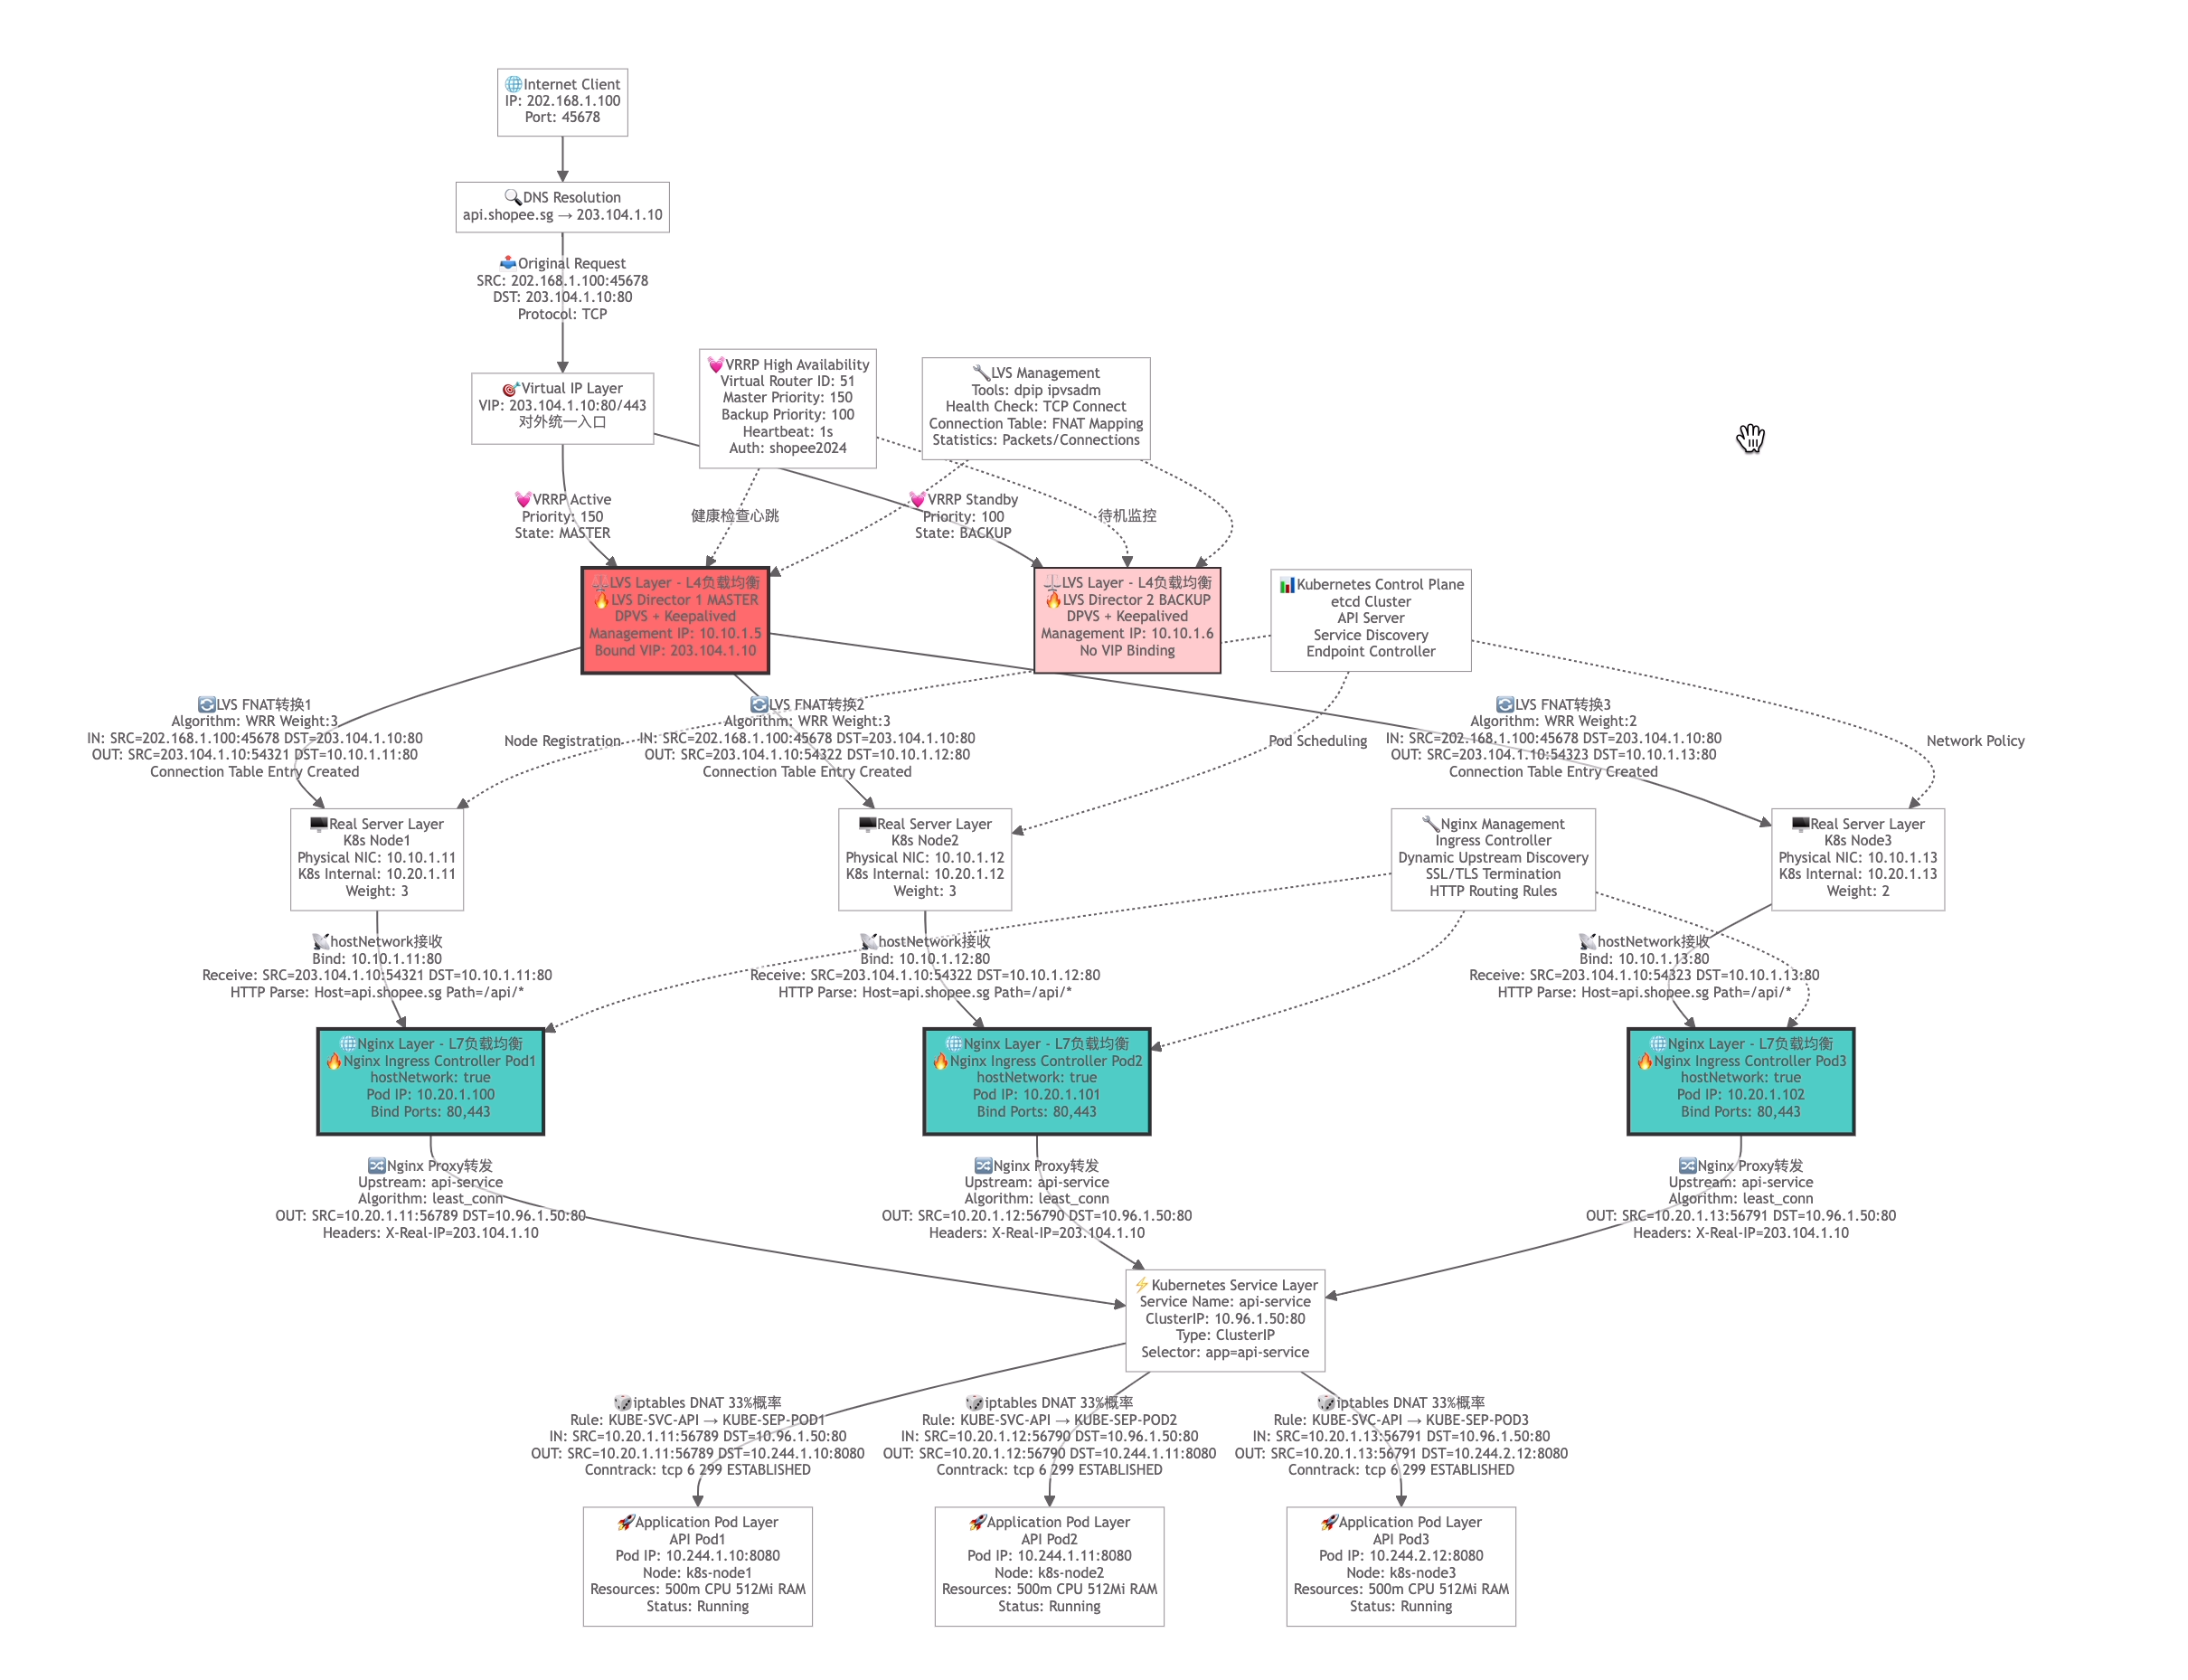 🌐Internet Client
IP: 202.168.1.100
Port: 45678
🔍DNS Resolution
api.shopee.sg → 203.104.1.10
📤Original Request
SRC: 202.168.1.100:45678
DST: 203.104.1.10:80
Protocol: TCP
🎯Virtual IP Layer
VIP: 203.104.1.10:80/443
对外统一入口
💓VRRP High Availability
Virtual Router ID: 51
Master Priority: 150
Backup Priority: 100
Heartbeat: 1s
Auth: shopee2024
🔧LVS Management
Tools: dpip ipvsadm
Health Check: TCP Connect
Connection Table: FNAT Mapping
Statistics: Packets/Connections
💓VRRP Active
Priority: 150
State: MASTER
健康检查心跳
💓VRRP Standby
Priority: 100
State: BACKUP
待机监控
⚖️LVS Layer - L4负载均衡
🔥LVS Director 1 MASTER
DPVS + Keepalived
Management IP: 10.10.1.5
Bound VIP: 203.104.1.10
⚖️LVS Layer - L4负载均衡
🔥LVS Director 2 BACKUP
DPVS + Keepalived
Management IP: 10.10.1.6
No VIP Binding
📊Kubernetes Control Plane
etcd Cluster
API Server
Service Discovery
Endpoint Controller
🔄LVS FNAT转换1
Algorithm: WRR Weight:3
IN: SRC=202.168.1.100:45678 DST=203.104.1.10:80
OUT: SRC=203.104.1.10:54321 DST=10.10.1.11:80
Connection Table Entry Created
Node Registration
🔄LVS FNAT转换2
Algorithm: WRR Weight:3
IN: SRC=202.168.1.100:45678 DST=203.104.1.10:80
OUT: SRC=203.104.1.10:54322 DST=10.10.1.12:80
Connection Table Entry Created
Pod Scheduling
🔄LVS FNAT转换3
Algorithm: WRR Weight:2
IN: SRC=202.168.1.100:45678 DST=203.104.1.10:80
OUT: SRC=203.104.1.10:54323 DST=10.10.1.13:80
Connection Table Entry Created
Network Policy
🖥️Real Server Layer
K8s Node1
Physical NIC: 10.10.1.11
K8s Internal: 10.20.1.11
Weight: 3
🖥️Real Server Layer
K8s Node2
Physical NIC: 10.10.1.12
K8s Internal: 10.20.1.12
Weight: 3
🔧Nginx Management
Ingress Controller
Dynamic Upstream Discovery
SSL/TLS Termination
HTTP Routing Rules
🖥️Real Server Layer
K8s Node3
Physical NIC: 10.10.1.13
K8s Internal: 10.20.1.13
Weight: 2
📡hostNetwork接收
Bind: 10.10.1.11:80
Receive: SRC=203.104.1.10:54321 DST=10.10.1.11:80
HTTP Parse: Host=api.shopee.sg Path=/api/*
📡hostNetwork接收
Bind: 10.10.1.12:80
Receive: SRC=203.104.1.10:54322 DST=10.10.1.12:80
HTTP Parse: Host=api.shopee.sg Path=/api/*
📡hostNetwork接收
Bind: 10.10.1.13:80
Receive: SRC=203.104.1.10:54323 DST=10.10.1.13:80
HTTP Parse: Host=api.shopee.sg Path=/api/*
🌐Nginx Layer - L7负载均衡
🔥Nginx Ingress Controller Pod1
hostNetwork: true
Pod IP: 10.20.1.100
Bind Ports: 80,443
🌐Nginx Layer - L7负载均衡
🔥Nginx Ingress Controller Pod2
hostNetwork: true
Pod IP: 10.20.1.101
Bind Ports: 80,443
🌐Nginx Layer - L7负载均衡
🔥Nginx Ingress Controller Pod3
hostNetwork: true
Pod IP: 10.20.1.102
Bind Ports: 80,443
🔀Nginx Proxy转发
Upstream: api-service
Algorithm: least_conn
OUT: SRC=10.20.1.11:56789 DST=10.96.1.50:80
Headers: X-Real-IP=203.104.1.10
🔀Nginx Proxy转发
Upstream: api-service
Algorithm: least_conn
OUT: SRC=10.20.1.12:56790 DST=10.96.1.50:80
Headers: X-Real-IP=203.104.1.10
🔀Nginx Proxy转发
Upstream: api-service
Algorithm: least_conn
OUT: SRC=10.20.1.13:56791 DST=10.96.1.50:80
Headers: X-Real-IP=203.104.1.10
⚡Kubernetes Service Layer
Service Name: api-service
ClusterIP: 10.96.1.50:80
Type: ClusterIP
Selector: app=api-service
🎲iptables DNAT 33%概率
Rule: KUBE-SVC-API → KUBE-SEP-POD1
IN: SRC=10.20.1.11:56789 DST=10.96.1.50:80
OUT: SRC=10.20.1.11:56789 DST=10.244.1.10:8080
Conntrack: tcp 6 299 ESTABLISHED
🎲iptables DNAT 33%概率
Rule: KUBE-SVC-API → KUBE-SEP-POD2
IN: SRC=10.20.1.12:56790 DST=10.96.1.50:80
OUT: SRC=10.20.1.12:56790 DST=10.244.1.11:8080
Conntrack: tcp 6 299 ESTABLISHED
🎲iptables DNAT 33%概率
Rule: KUBE-SVC-API → KUBE-SEP-POD3
IN: SRC=10.20.1.13:56791 DST=10.96.1.50:80
OUT: SRC=10.20.1.13:56791 DST=10.244.2.12:8080
Conntrack: tcp 6 299 ESTABLISHED
🚀Application Pod Layer
API Pod1
Pod IP: 10.244.1.10:8080
Node: k8s-node1
Resources: 500m CPU 512Mi RAM
Status: Running
🚀Application Pod Layer
API Pod2
Pod IP: 10.244.1.11:8080
Node: k8s-node2
Resources: 500m CPU 512Mi RAM
Status: Running
🚀Application Pod Layer
API Pod3
Pod IP: 10.244.2.12:8080
Node: k8s-node3
Resources: 500m CPU 512Mi RAM
Status: Running